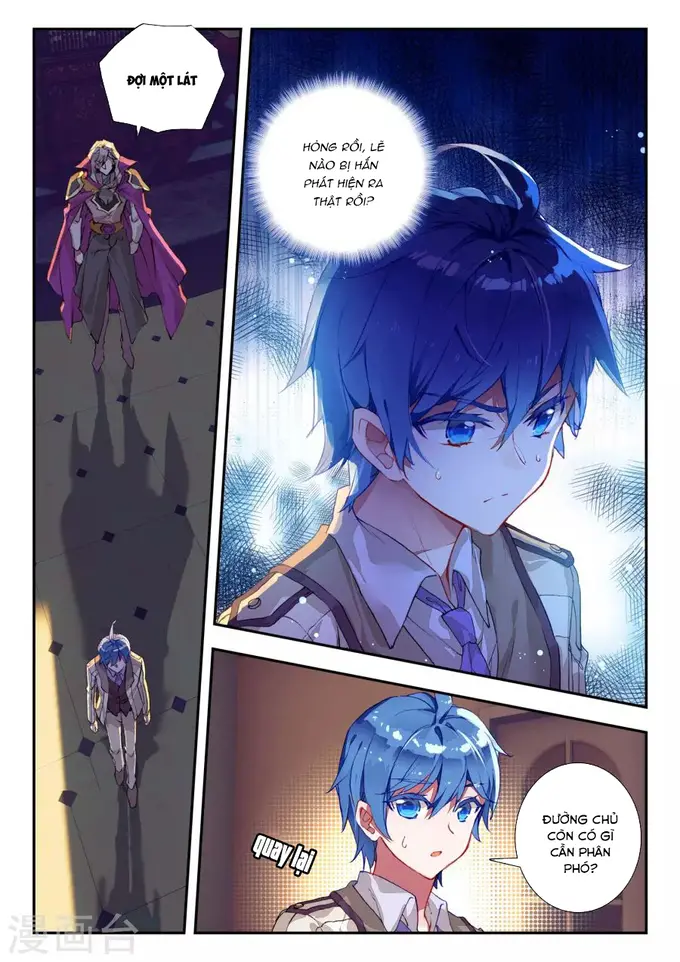 ĐỢI MỘT LÁT
HỎNG RỒI, LẼ
NÀO BỊ HẮN
PHÁT HIỆN RA
THẬT RỒI?
quay lại
ĐƯỜNG CHỦ
CÒN CÓ GÌ
CẦN PHÂN
PHÓ?
漫画台